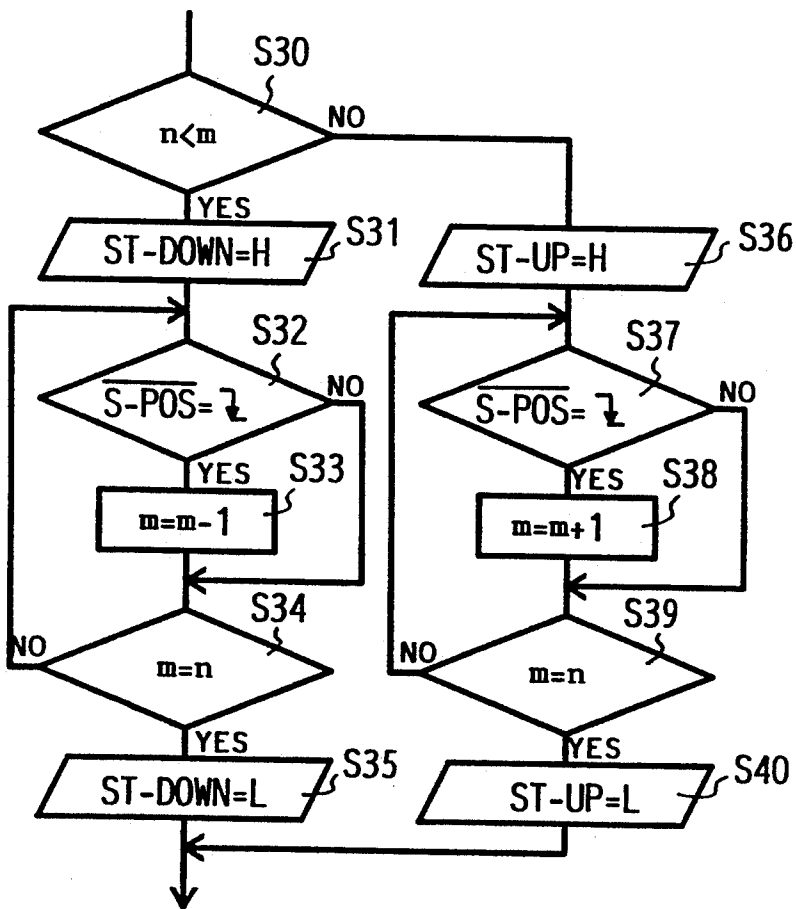 S30
n<m
NO
YES
ST-DOWN=H
S31
ST-UP=H
S36
S32
S-POS=
NO
YES
S33
m=m-1
S37
S-POS=
NO
YES
S38
m=m+1
S34
m=n
NO
YES
ST-DOWN=L
S35
S39
m=n
NO
YES
ST-UP=L
S40